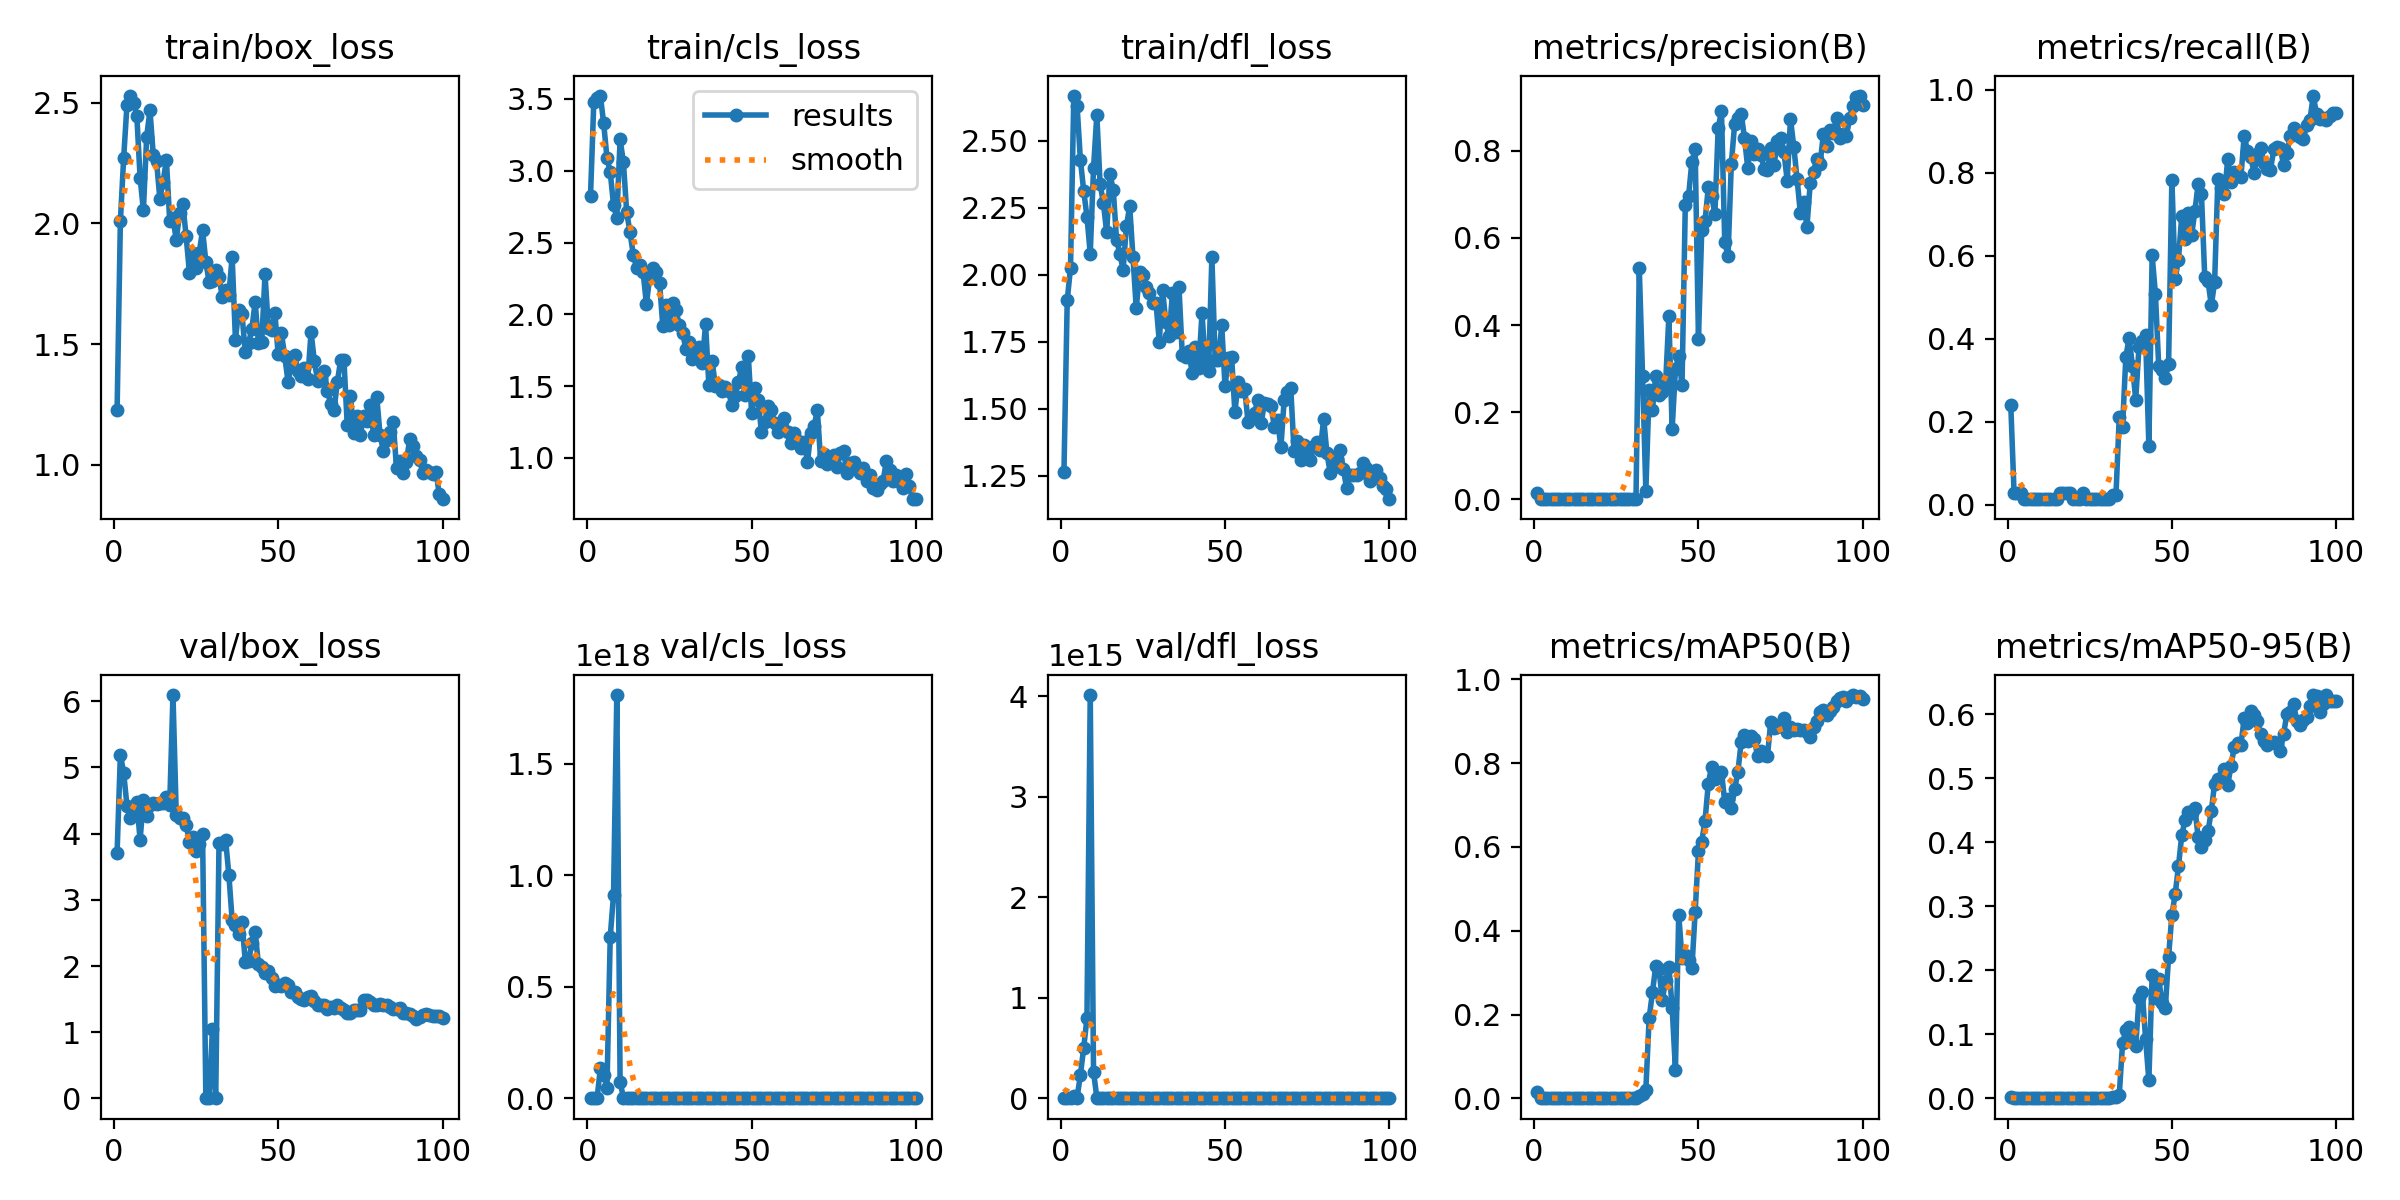 train/box_loss
2.5
2.0
1.5
1.0
0 50 100
train/cls_loss
results
smooth
3.5
3.0
2.5
2.0
1.5
1.0
0 50 100
train/dfl_loss
2.50
2.25
2.00
1.75
1.50
1.25
0 50 100
metrics/precision(B)
0.8
0.6
0.4
0.2
0.0
0 50 100
metrics/recall(B)
1.0
0.8
0.6
0.4
0.2
0.0
0 50 100
val/box_loss
6
5
4
3
2
1
0
0 50 100
1e18 val/cls_loss
1.5
1.0
0.5
0.0
0 50 100
1e15 val/dfl_loss
4
3
2
1
0
0 50 100
metrics/mAP50(B)
1.0
0.8
0.6
0.4
0.2
0.0
0 50 100
metrics/mAP50-95(B)
0.6
0.5
0.4
0.3
0.2
0.1
0.0
0 50 100